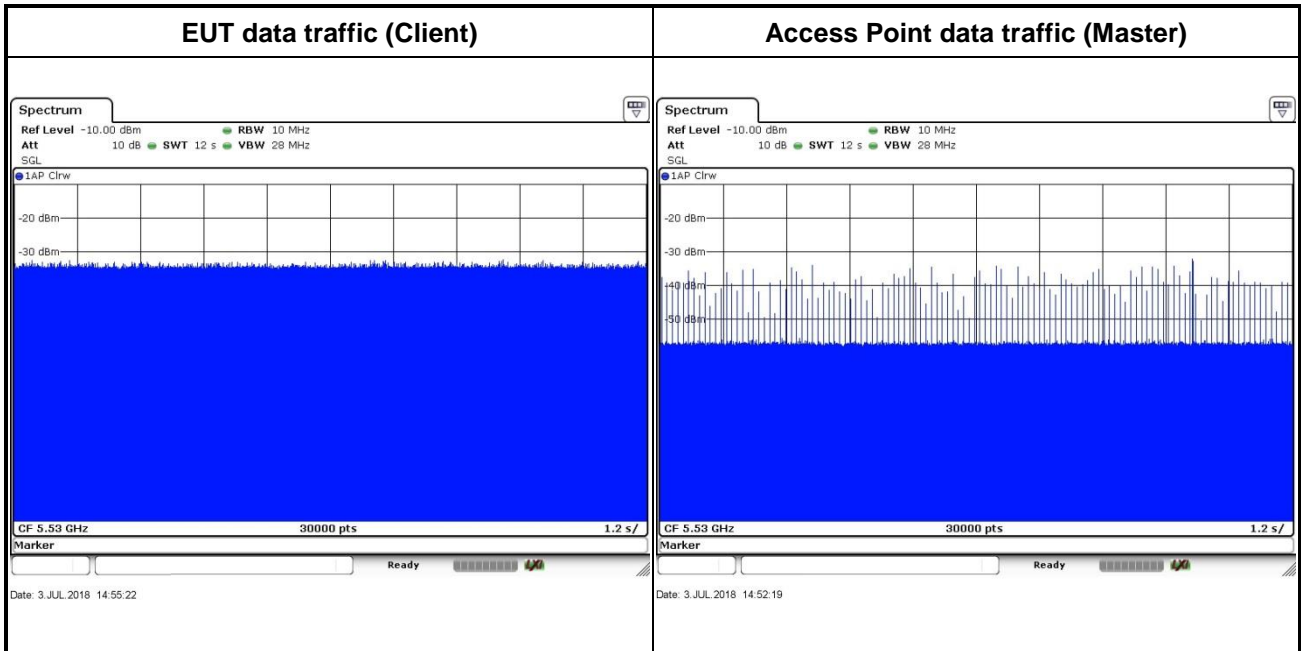 EUT data traffic (Client)
Access Point data traffic (Master)
Spectrum
Ref Level -10.00 dBm RBW 10 MHz
Att 10 dB SWT 12 s VBW 28 MHz
SGL
1AP Clrw
-20 dBm
-30 dBm
CF 5.53 GHz 30000 pts 1.2 s/
Marker
Ready
Date: 3.JUL.2018 14:55:22
Spectrum
Ref Level -10.00 dBm RBW 10 MHz
Att 10 dB SWT 12 s VBW 28 MHz
SGL
1AP Clrw
-20 dBm
-30 dBm
-40 dBm
-50 dBm
CF 5.53 GHz 30000 pts 1.2 s/
Marker
Ready
Date: 3.JUL.2018 14:52:19